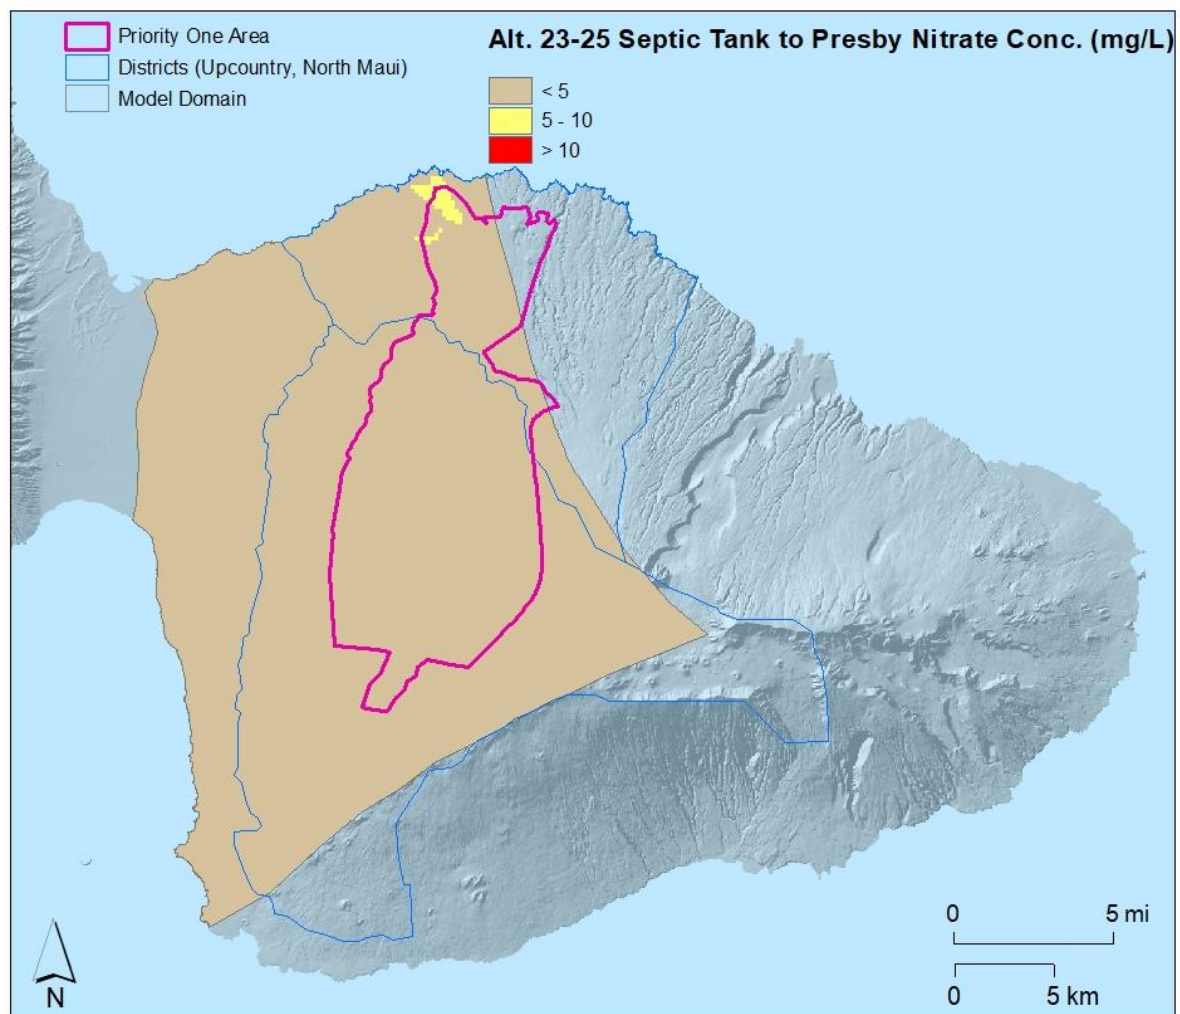 Priority One Area
Districts (Upcountry, North Maui)
Model Domain
Alt. 23-25 Septic Tank to Presby Nitrate Conc. (mg/L)
< 5
5 - 10
> 10
N
0 5 mi
0 5 km